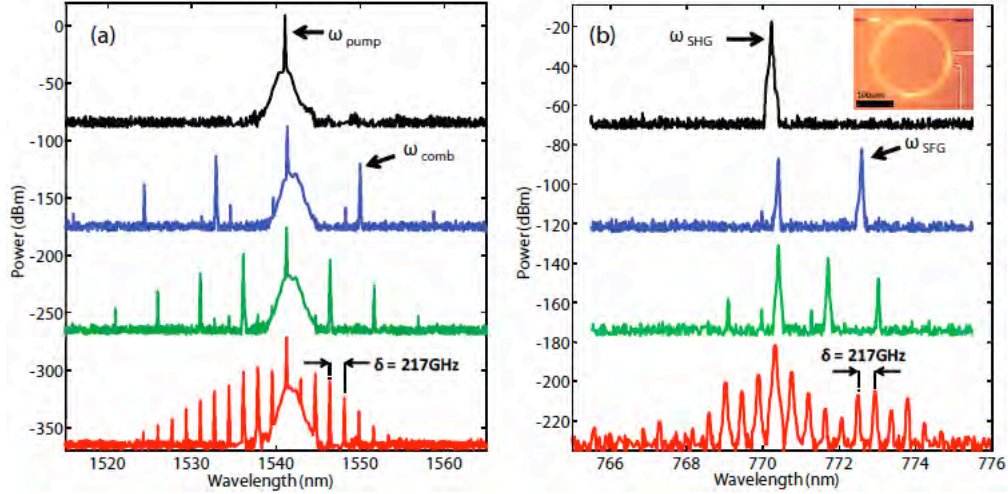 (a)
ω pump
ω comb
δ = 217GHz
0
-50
-100
-150
-200
-250
-300
-350
Power (dBm)
1520
1530
1540
1550
1560
Wavelength (nm)
(b)
ω SHG
100um
ω SFG
δ = 217GHz
-20
-40
-60
-80
-100
-120
-140
-160
-180
-200
-220
Power (dBm)
766
768
770
772
774
776
Wavelength (nm)